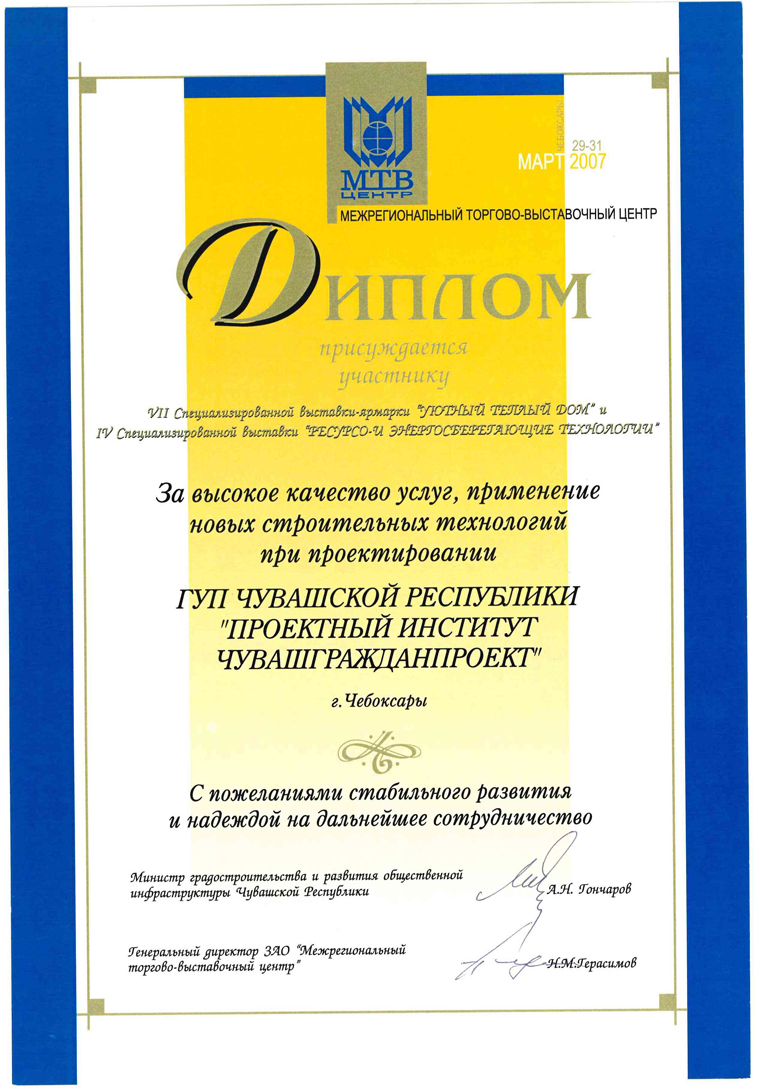 ЧЕБОКСАРЫ
29-31
МАРТ 2007
МТВ
ЦЕНТР
МЕЖРЕГИОНАЛЬНЫЙ ТОРГОВО-ВЫСТАВОЧНЫЙ ЦЕНТР
ДИПЛОМ
присуждается
участнику
VII Специализированной выставки-ярмарки "УЮТНЫЙ ТЕПЛЫЙ ДОМ" и
IV Специализированной выставки "РЕСУРСО-И ЭНЕРГОСБЕРЕГАЮЩИЕ ТЕХНОЛОГИИ"
За высокое качество услуг, применение
новых строительных технологий
при проектировании
ГУП ЧУВАШСКОЙ РЕСПУБЛИКИ
"ПРОЕКТНЫЙ ИНСТИТУТ
ЧУВАШГРАЖДАНПРОЕКТ"
г.Чебоксары
С пожеланиями стабильного развития
и надеждой на дальнейшее сотрудничество
Министр градостроительства и развития общественной
инфраструктуры Чувашской Республики
А.Н. Гончаров
Генеральный директор ЗАО "Межрегиональный
торгово-выставочный центр"
Н.М.Герасимов